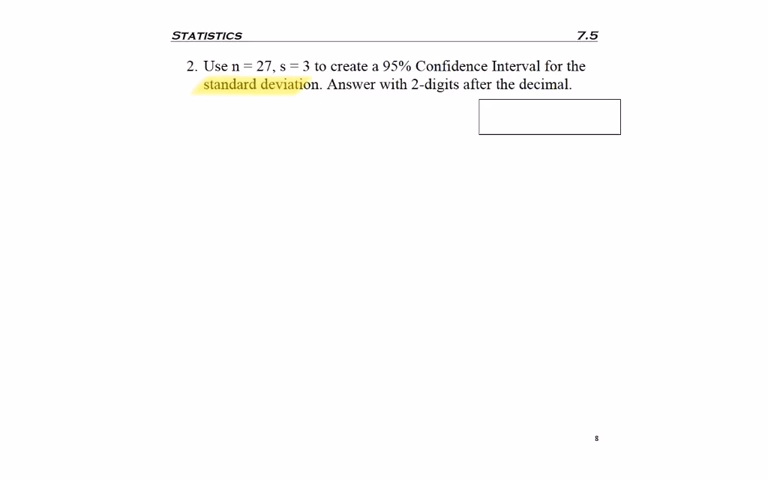 STATISTICS 7.5
2. Use n = 27, s = 3 to create a 95% Confidence Interval for the
standard deviation. Answer with 2-digits after the decimal.
8